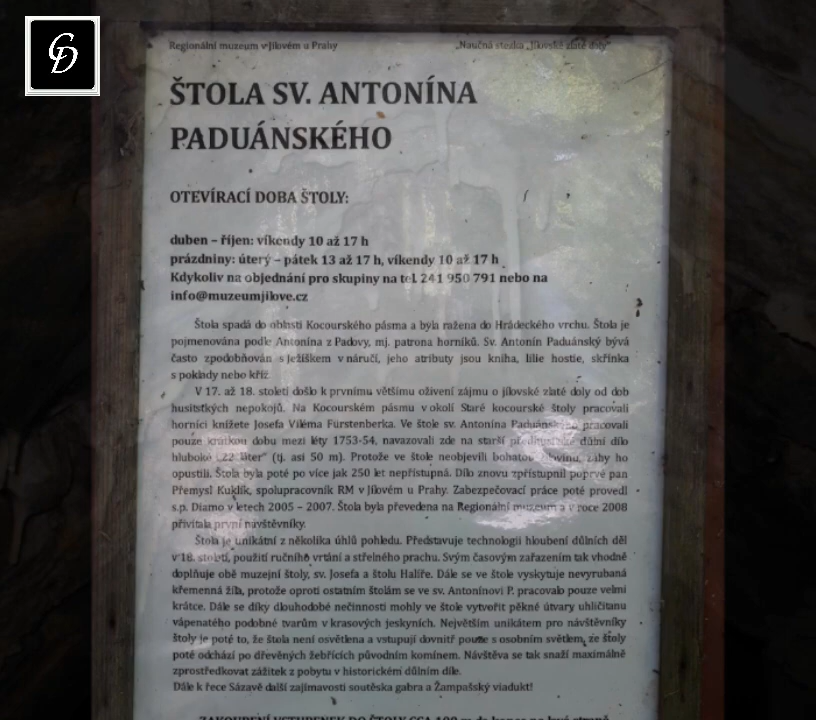 Regionální muzeum v Jílovém u Prahy
„Naučná stezka „Jílovské zlaté doly"
ŠTOLA SV. ANTONÍNA
PADUÁNSKÉHO
OTEVÍRACÍ DOBA ŠTOLY:
duben – říjen: víkendy 10 až 17 h
prázdniny: úterý – pátek 13 až 17 h, víkendy 10 až 17 h
Kdykoliv na objednání pro skupiny na tel. 241 950 791 nebo na
info@muzeumjilove.cz
Štola spadá do oblasti Kocourského pásma a byla ražena do Hrádeckého vrchu. Štola je
pojmenována podle Antonína z Padovy, mj. patrona horníků. Sv. Antonín Paduánský bývá
často zpodobňován s Ježíškem v náručí, jeho atributy jsou kniha, lilie hostie, skřínka
s poklady nebo kříž.
V 17. až 18. století došlo k prvnímu většímu oživení zájmu o jílovské zlaté doly od dob
husitstkých nepokojů. Na Kocourském pásmu v okolí Staré kocourské štoly pracovali
horníci knížete Josefa Viléma Fürstenberka. Ve štole sv. Antonína Paduánského pracovali
pouze krátkou dobu mezi léty 1753-54, navazovali zde na starší důlní dílo
hluboké „22 láter" (tj. asi 50 m). Protože ve štole neobjevili bohatou žilovinu, záhy ho
opustili. Štola byla poté po více jak 250 let nepřístupná. Dílo znovu zpřístupnil poprvé pan
Přemysl Kuklík, spolupracovník RM v Jílovém u Prahy. Zabezpečovací práce poté provedl
s.p. Diamo v letech 2005 – 2007. Štola byla převedena na Regionální muzeum a v roce 2008
přivítala první návštěvníky.
Štola je unikátní z několika úhlů pohledu. Představuje technologii hloubení důlních děl
v 18. století, použití ručního vrtání a střelného prachu. Svým časovým zařazením tak vhodně
doplňuje obě muzejní štoly, sv. Josefa a štolu Halíře. Dále se ve štole vyskytuje nevyrubaná
křemenná žíla, protože oproti ostatním štolám se ve sv. Antonínovi P. pracovalo pouze velmi
krátce. Dále se díky dlouhodobé nečinnosti mohly ve štole vytvořit pěkné útvary uhličitanu
vápenatého podobné tvarům v krasových jeskyních. Největším unikátem pro návštěvníky
štoly je poté to, že štola není osvětlena a vstupují dovnitř pouze s osobním světlem, ze štoly
poté odchází po dřevěných žebřících původním komínem. Návštěva se tak snaží maximálně
zprostředkovat zážitek z pobytu v historickém důlním díle.
Dále k řece Sázavě další zajímavosti soutěska gabra a Žampašský viadukt!